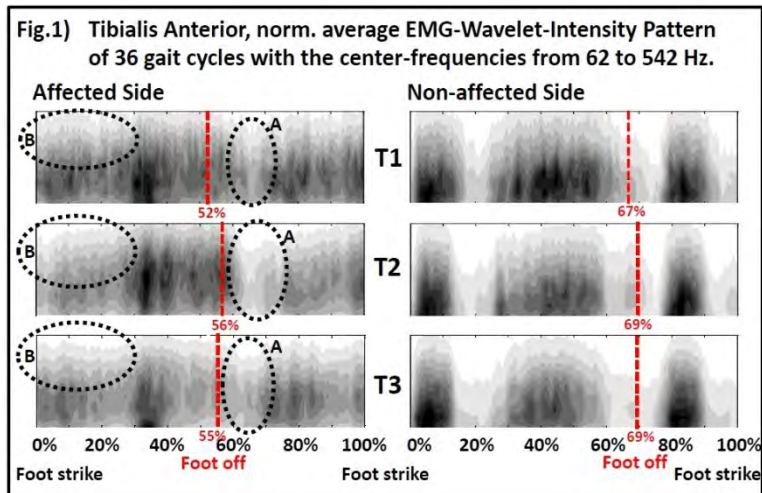 Fig.1) Tibialis Anterior, norm. average EMG-Wavelet-Intensity Pattern
of 36 gait cycles with the center-frequencies from 62 to 542 Hz.
Affected Side Non-affected Side
B A T1
52% 67%
B A T2
56% 69%
B A T3
55% 69%
0% 20% 40% 60% 80% 100% 0% 20% 40% 60% 80% 100%
Foot strike Foot off Foot strike Foot off Foot strike